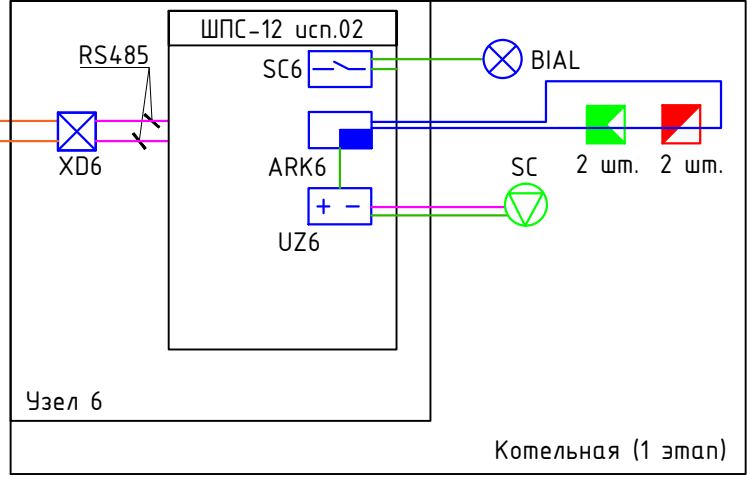 ШПС-12 исп.02
RS485
SC6
BIAL
XD6
ARK6
SC
2 шт.
2 шт.
+ -
UZ6
Узел 6
Котельная (1 этап)